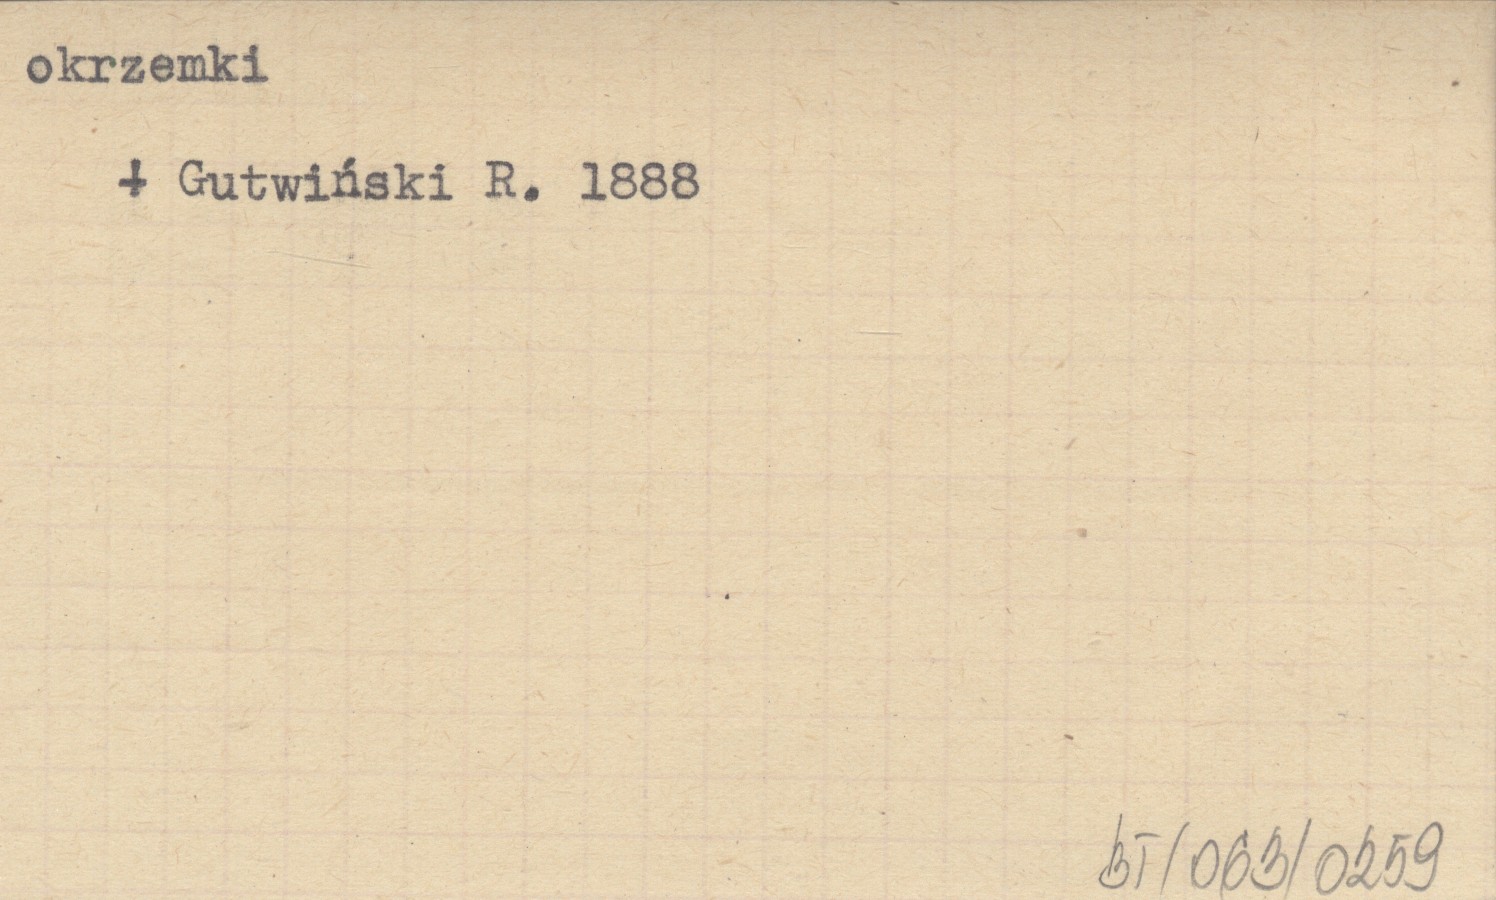 okrzemki
+ Gutwiński R. 1888
BT/063/0259